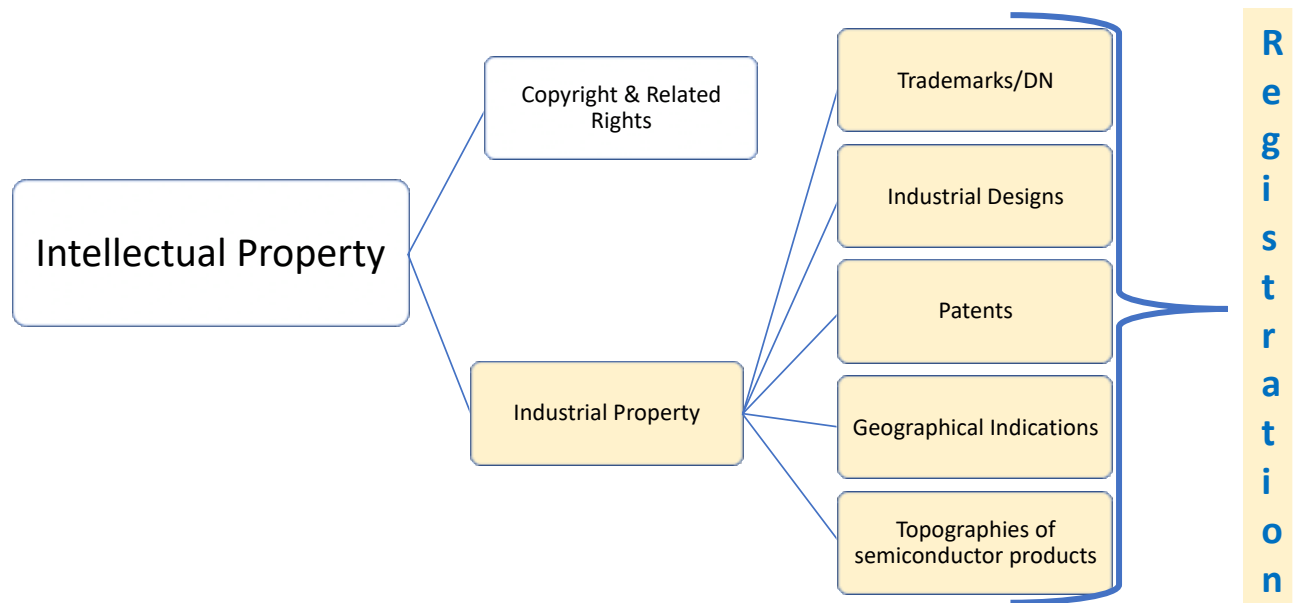 Intellectual Property
Copyright & Related
Rights
Industrial Property
Trademarks/DN
Industrial Designs
Patents
Geographical Indications
Topographies of
semiconductor products
R
e
g
i
s
t
r
a
t
i
o
n